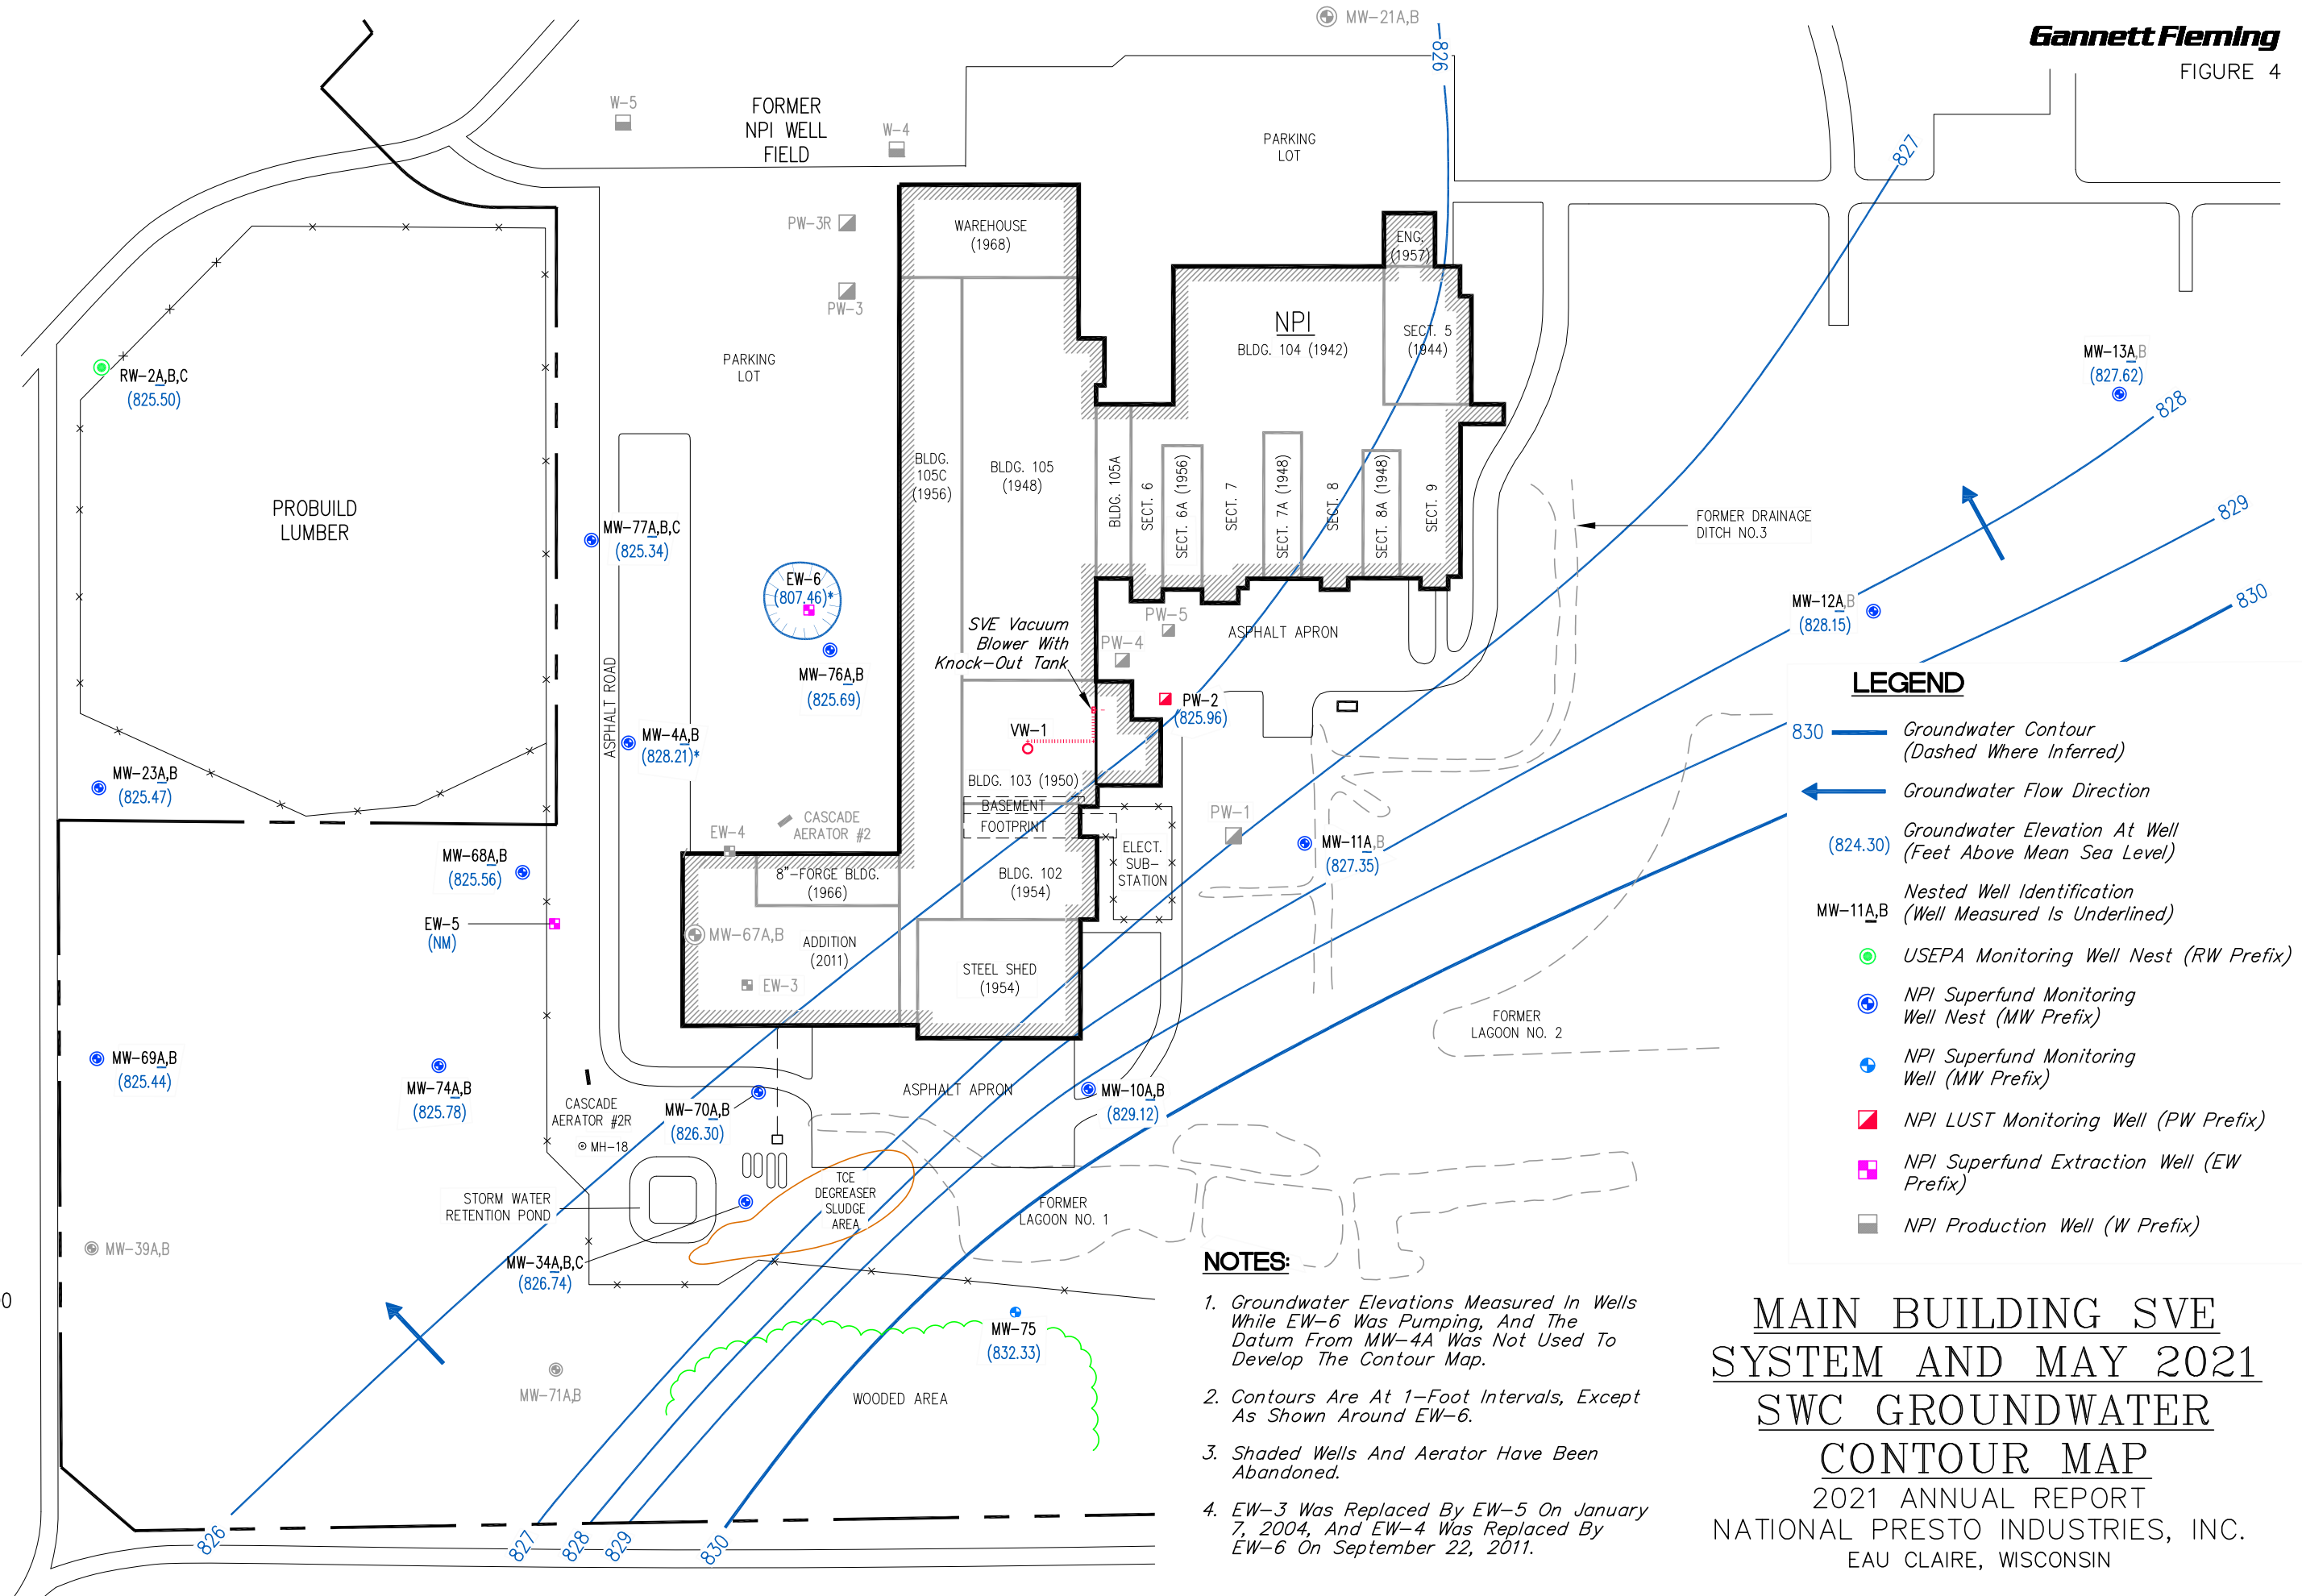 Gannett Fleming
FIGURE 4
MW-21A,B
826
827
828
829
830
W-5
FORMER
NPI WELL
FIELD
W-4
PARKING
LOT
PW-3R
PW-3
WAREHOUSE
(1968)
ENG.
(1957)
NPI
BLDG. 104 (1942)
SECT. 5
(1944)
MW-13A,B
(827.62)
RW-2A,B,C
(825.50)
PARKING
LOT
PROBUILD
LUMBER
MW-77A,B,C
(825.34)
BLDG.
105C
(1956)
BLDG. 105
(1948)
BLDG. 105A
SECT. 6
SECT. 6A (1956)
SECT. 7
SECT. 7A (1948)
SECT. 8
SECT. 8A (1948)
SECT. 9
FORMER DRAINAGE
DITCH NO.3
EW-6
(807.46)*
MW-76A,B
(825.69)
SVE Vacuum
Blower With
Knock-Out Tank
PW-5
PW-4
ASPHALT APRON
PW-2
(825.96)
MW-12A,B
(828.15)
ASPHALT ROAD
MW-4A,B
(828.21)*
VW-1
BLDG. 103 (1950)
BASEMENT
FOOTPRINT
MW-23A,B
(825.47)
CASCADE
AERATOR #2
EW-4
PW-1
MW-11A,B
(827.35)
ELECT.
SUB-
STATION
MW-68A,B
(825.56)
8"-FORGE BLDG.
(1966)
BLDG. 102
(1954)
EW-5
(NM)
MW-67A,B
ADDITION
(2011)
EW-3
STEEL SHED
(1954)
FORMER
LAGOON NO. 2
MW-69A,B
(825.44)
MW-74A,B
(825.78)
CASCADE
AERATOR #2R
MH-18
MW-70A,B
(826.30)
ASPHALT APRON
MW-10A,B
(829.12)
STORM WATER
RETENTION POND
TCE
DEGREASER
SLUDGE
AREA
FORMER
LAGOON NO. 1
MW-39A,B
MW-34A,B,C
(826.74)
MW-75
(832.33)
MW-71A,B
WOODED AREA
826
827
828
829
830
LEGEND
830
Groundwater Contour
(Dashed Where Inferred)
Groundwater Flow Direction
(824.30)
Groundwater Elevation At Well
(Feet Above Mean Sea Level)
MW-11A,B
Nested Well Identification
(Well Measured Is Underlined)
USEPA Monitoring Well Nest (RW Prefix)
NPI Superfund Monitoring
Well Nest (MW Prefix)
NPI Superfund Monitoring
Well (MW Prefix)
NPI LUST Monitoring Well (PW Prefix)
NPI Superfund Extraction Well (EW
Prefix)
NPI Production Well (W Prefix)
NOTES:
1. Groundwater Elevations Measured In Wells
While EW-6 Was Pumping, And The
Datum From MW-4A Was Not Used To
Develop The Contour Map.
2. Contours Are At 1-Foot Intervals, Except
As Shown Around EW-6.
3. Shaded Wells And Aerator Have Been
Abandoned.
4. EW-3 Was Replaced By EW-5 On January
7, 2004, And EW-4 Was Replaced By
EW-6 On September 22, 2011.
MAIN BUILDING SVE
SYSTEM AND MAY 2021
SWC GROUNDWATER
CONTOUR MAP
2021 ANNUAL REPORT
NATIONAL PRESTO INDUSTRIES, INC.
EAU CLAIRE, WISCONSIN